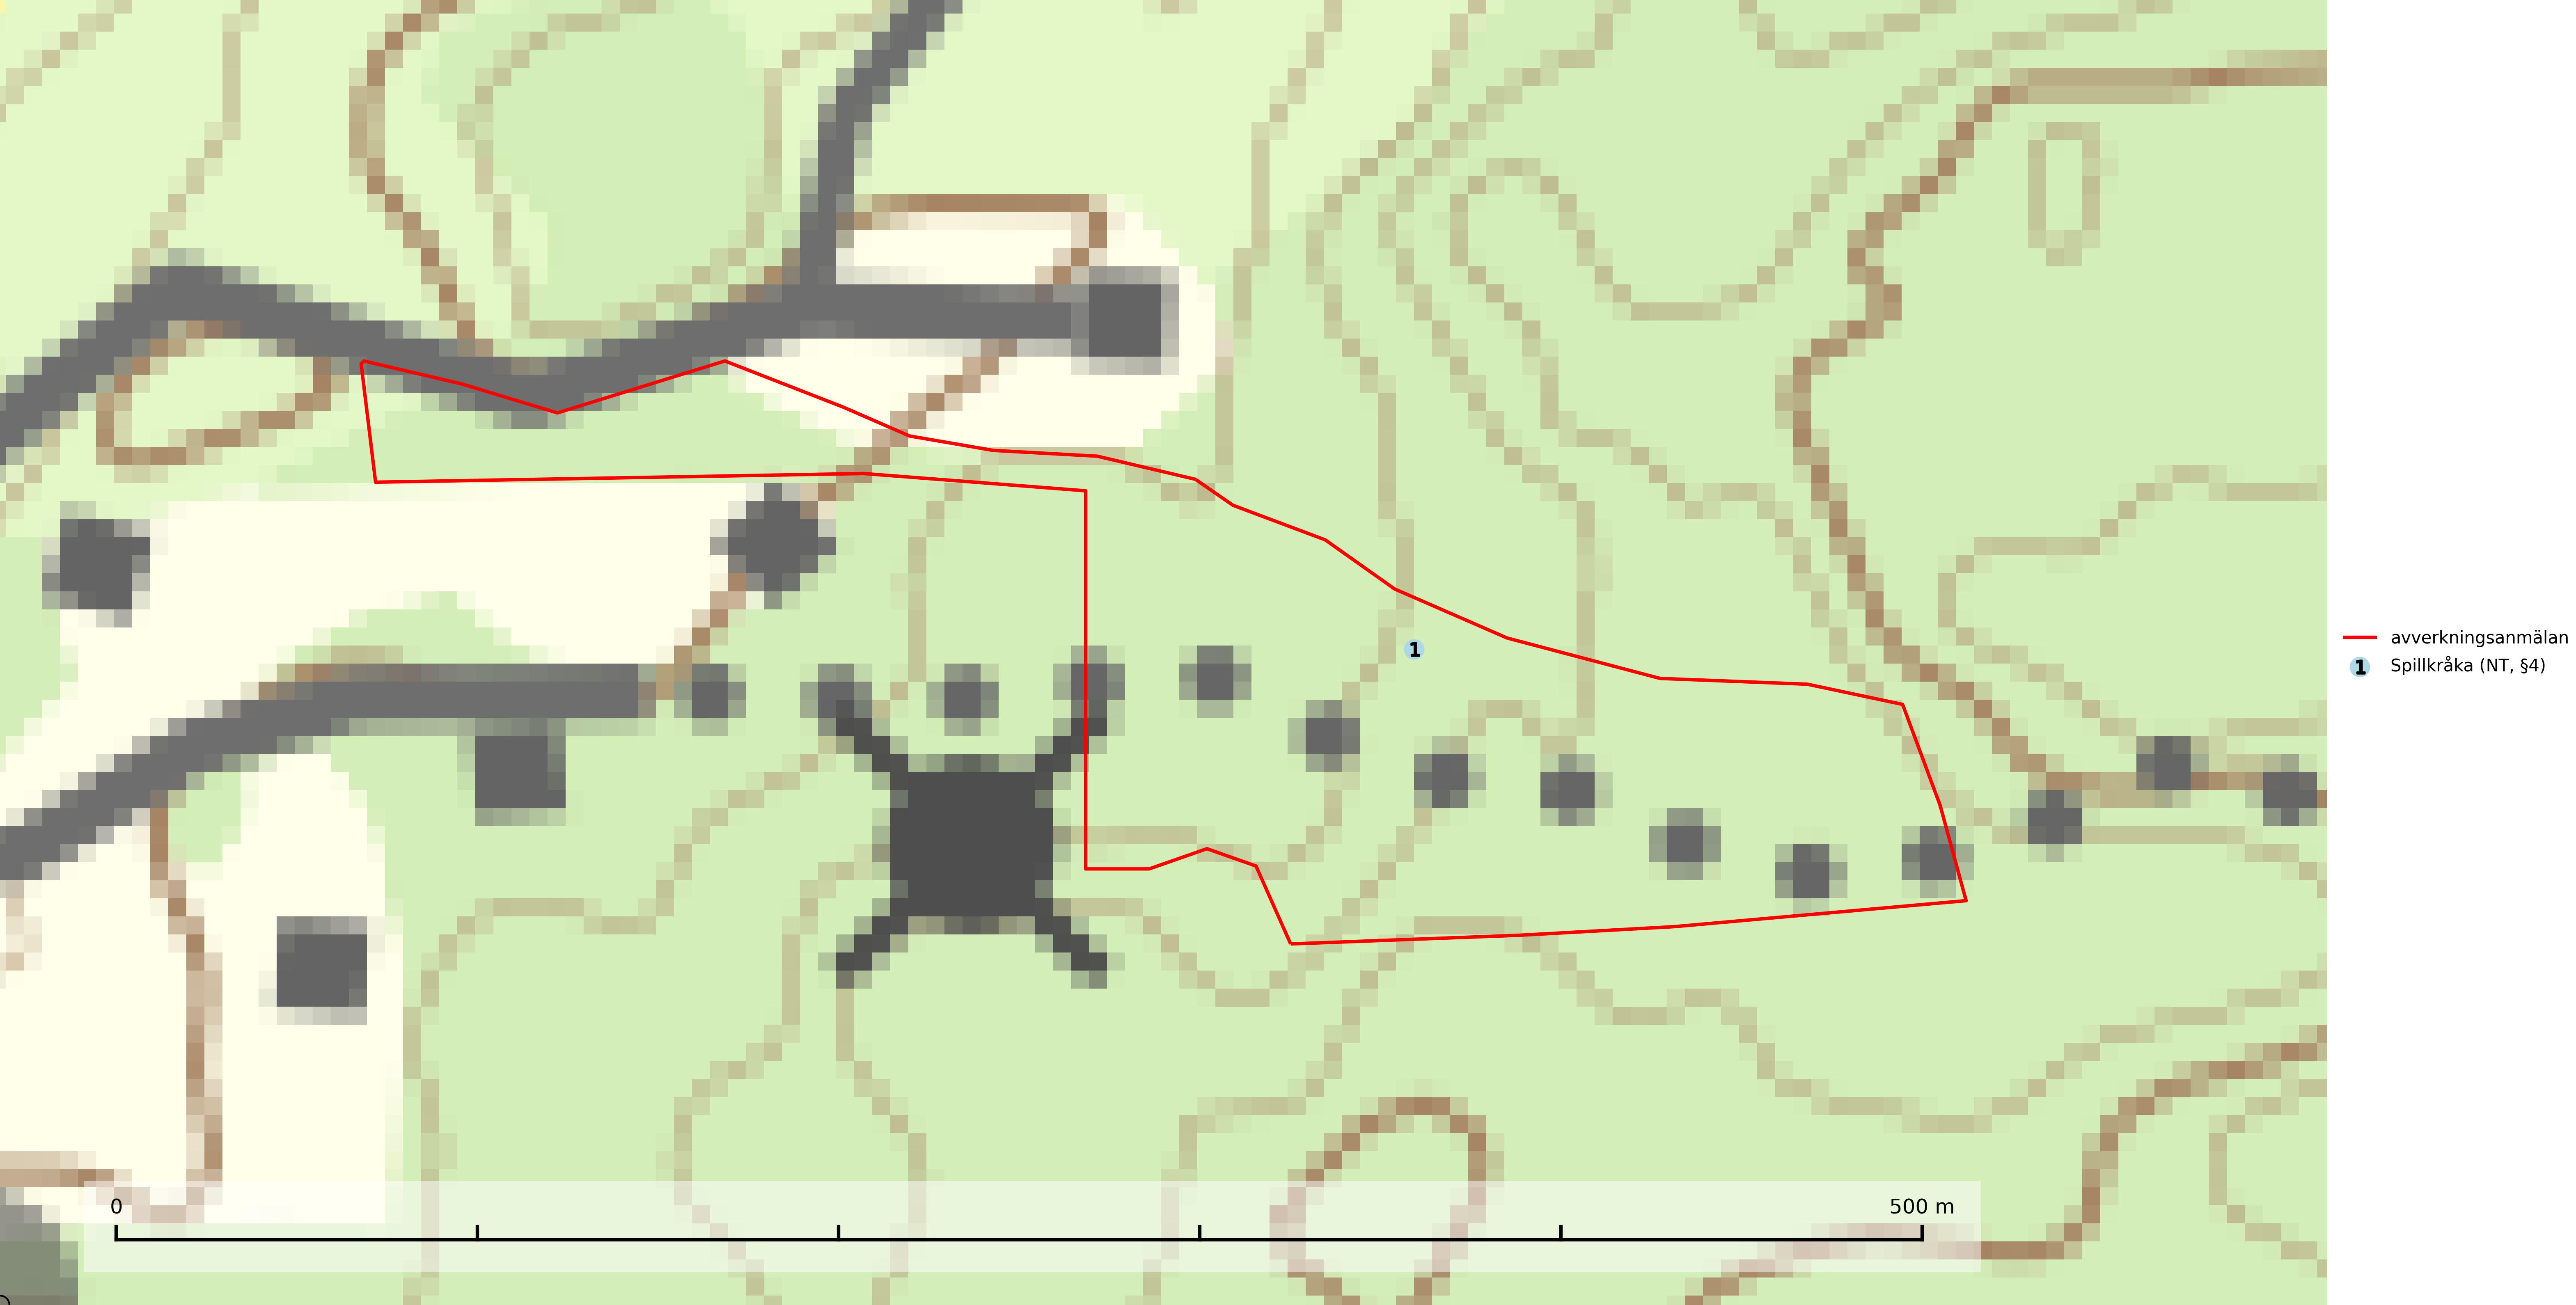 1
avverkningsanmälan
1 Spillkråka (NT, §4)
0 500 m